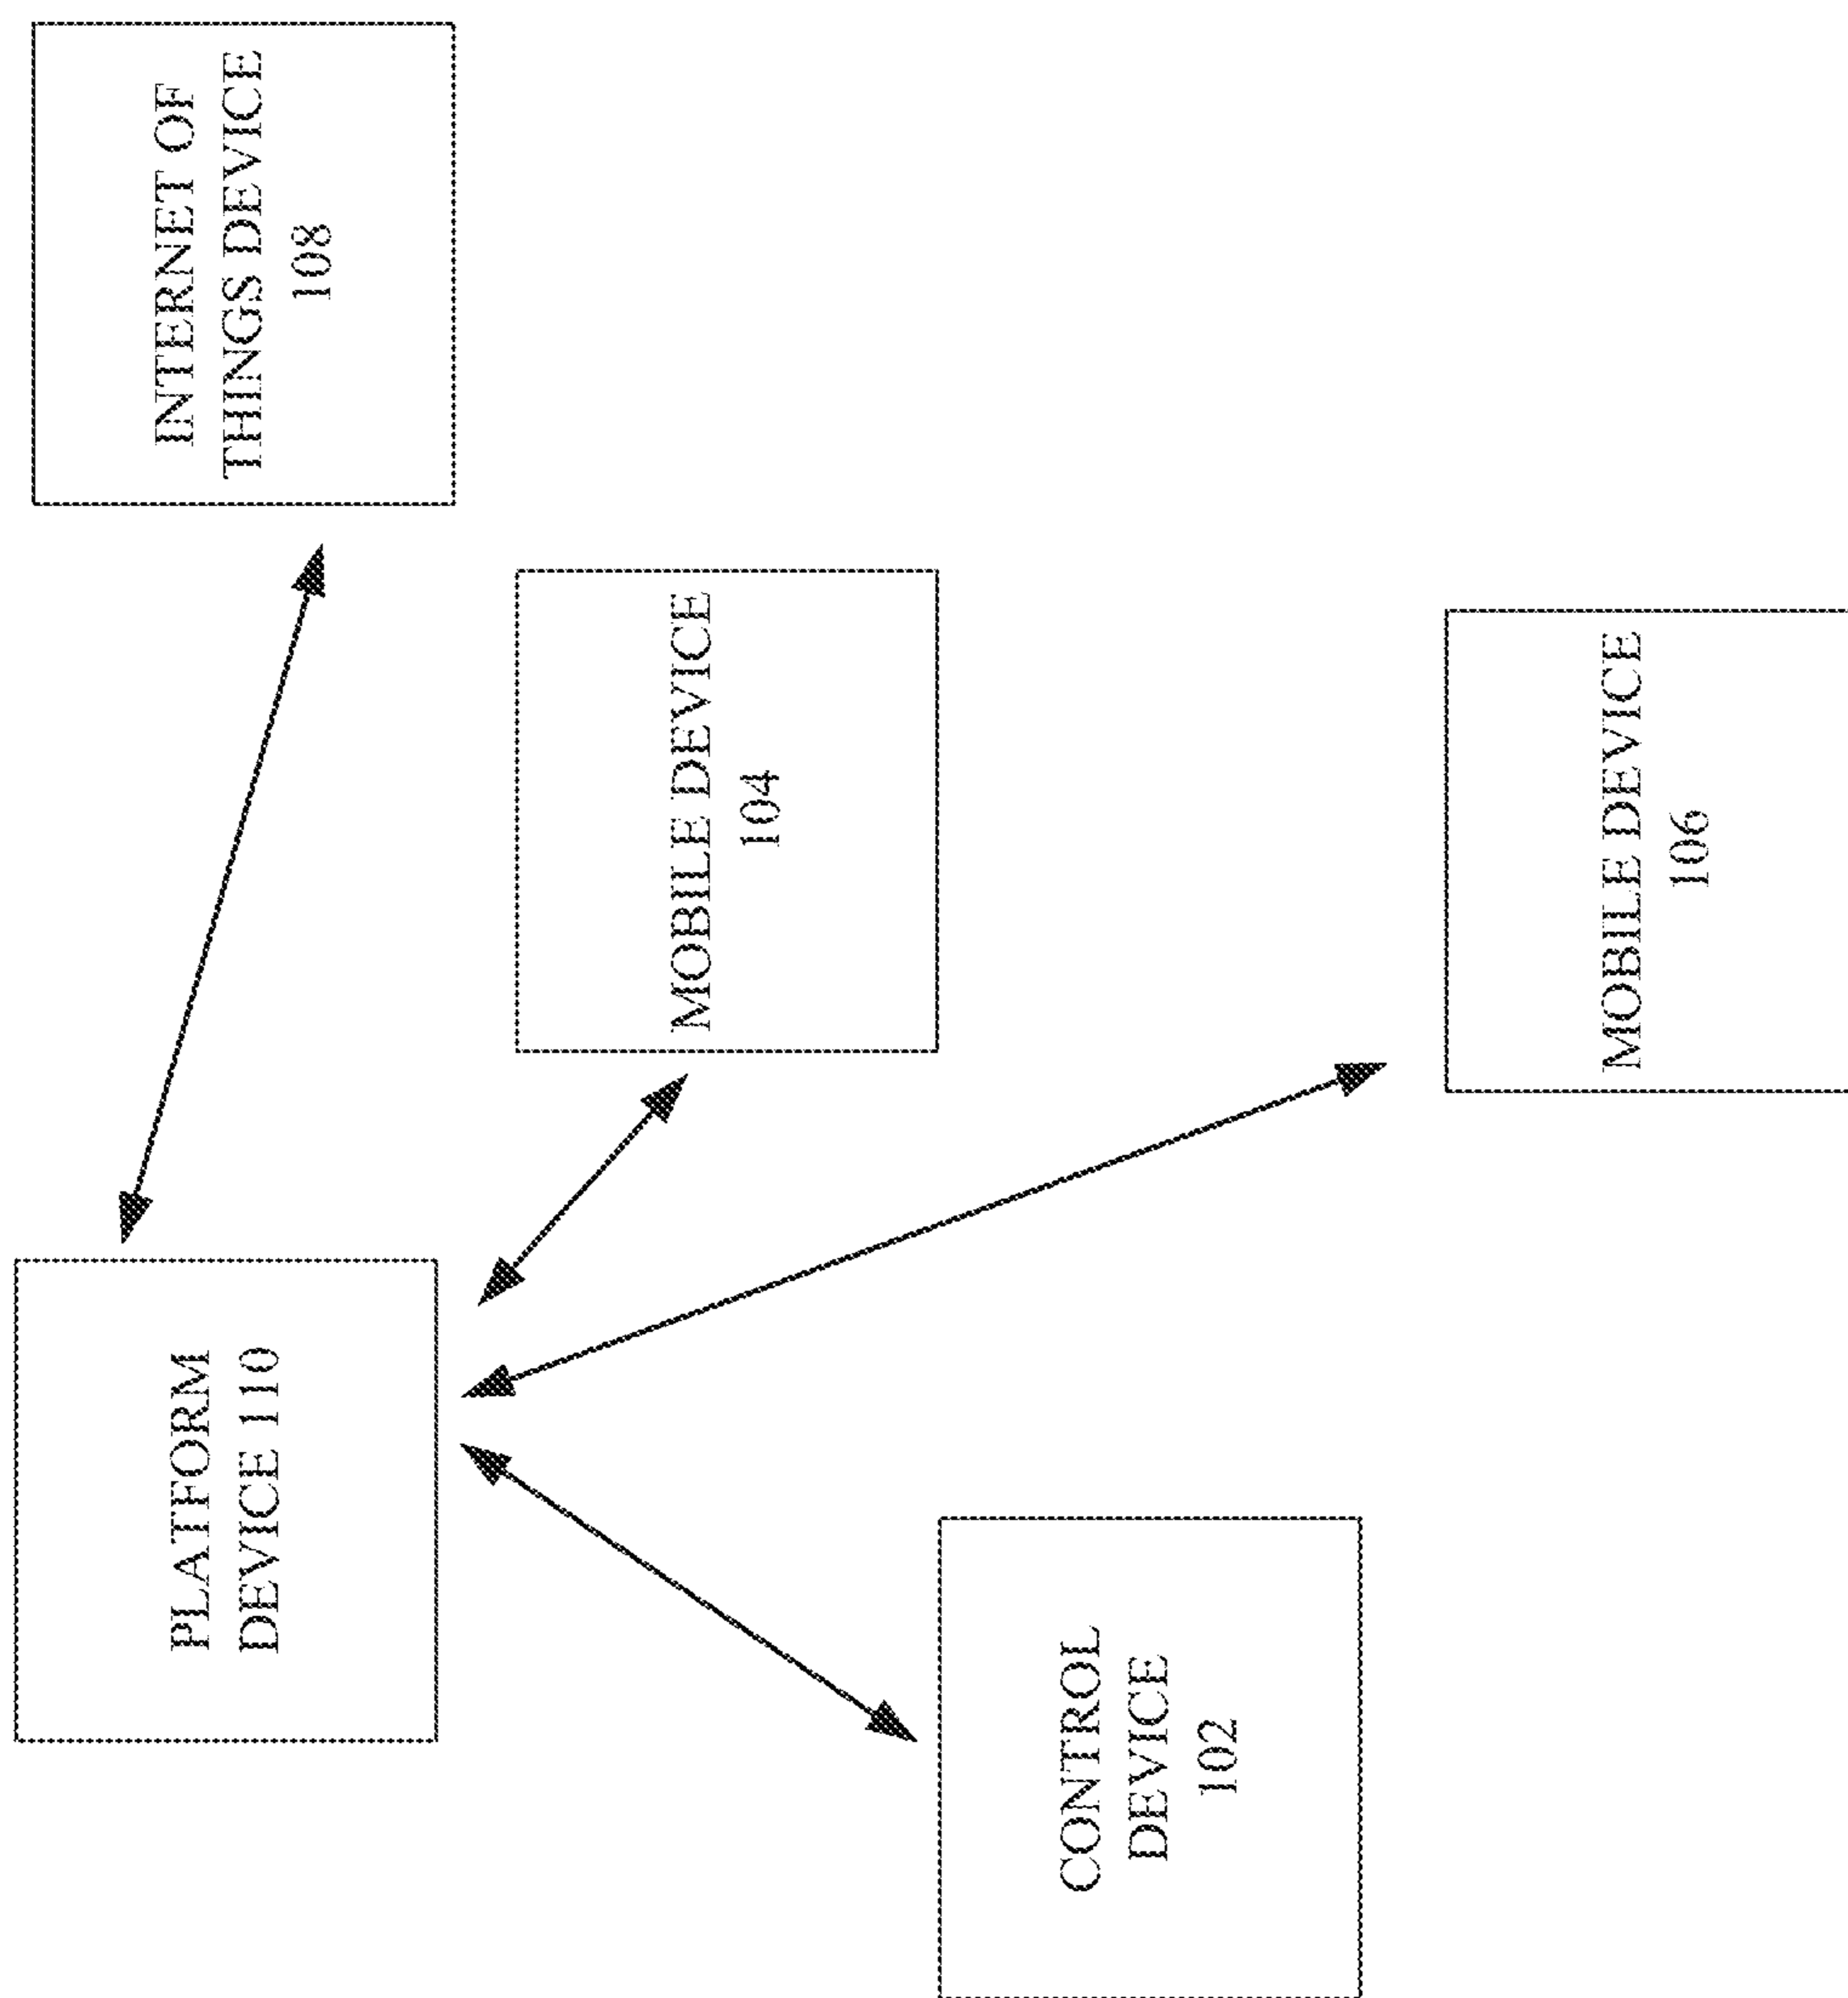 PLATFORM
DEVICE 110
INTERNET OF
THINGS DEVICE
108
MOBILE DEVICE
104
CONTROL
DEVICE
102
MOBILE DEVICE
106